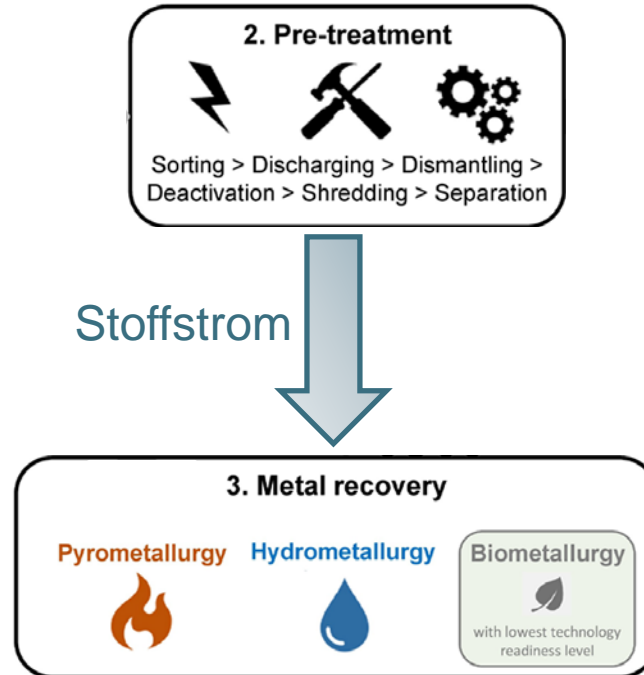 2. Pre-treatment
Sorting > Discharging > Dismantling >
Deactivation > Shredding > Separation
Stoffstrom
3. Metal recovery
Pyrometallurgy
Hydrometallurgy
Biometallurgy
with lowest technology
readiness level